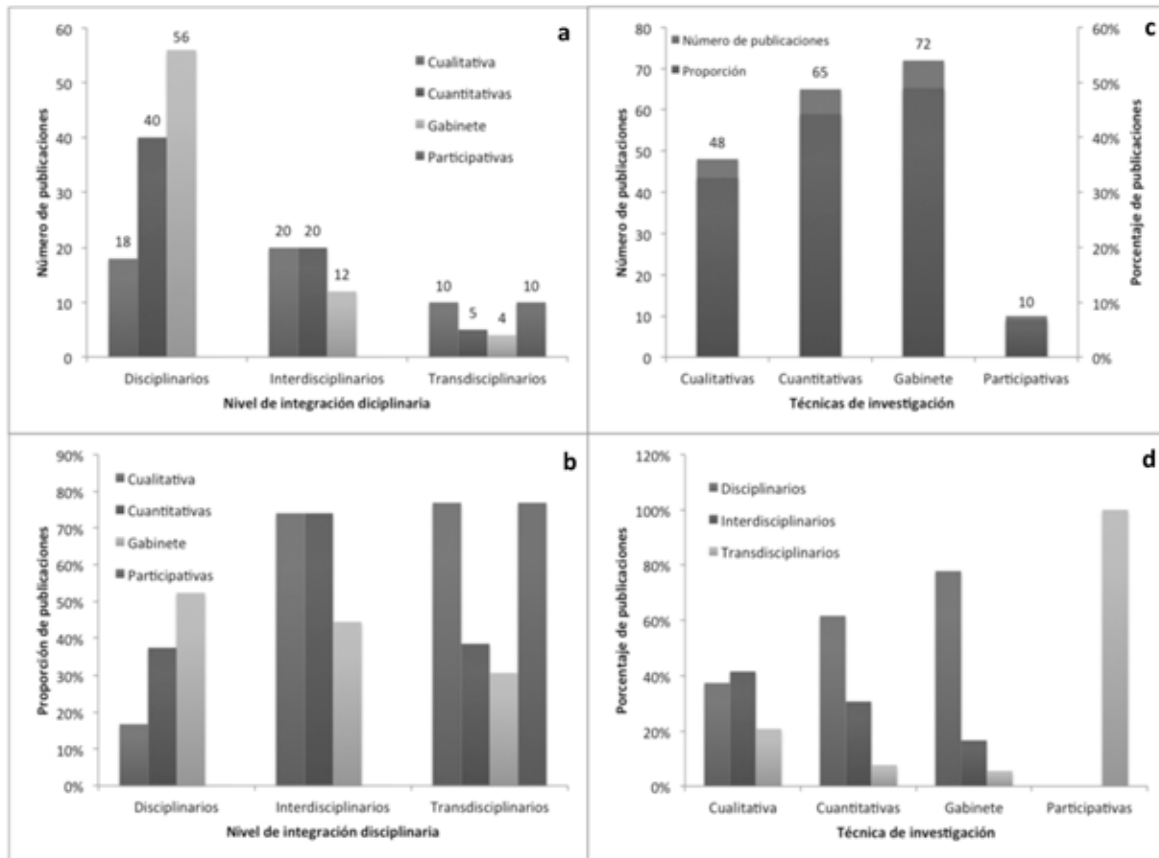 a
60
50
40
30
20
10
0
Número de publicaciones
18
40
56
20
20
12
10
5
4
10
Cualitativa
Cuantitativas
Gabinete
Participativas
Disciplinarios Interdisciplinarios Transdisciplinarios
Nivel de integración diciplinaria
c
80
70
60
50
40
30
20
10
0
Número de publicaciones
Número de publicaciones
Proporción
48
65
72
10
60%
50%
40%
30%
20%
10%
0%
Porcentaje de publicaciones
Cualitativas Cuantitativas Gabinete Participativas
Técnicas de investigación
b
90%
80%
70%
60%
50%
40%
30%
20%
10%
0%
Proporción de publicaciones
Cualitativa
Cuantitativas
Gabinete
Participativas
Disciplinarios Interdisciplinarios Transdisciplinarios
Nivel de integración disciplinaria
d
120%
100%
80%
60%
40%
20%
0%
Porcentaje de publicaciones
Disciplinarios
Interdisciplinarios
Transdisciplinarios
Cualitativa Cuantitativas Gabinete Participativas
Técnica de investigación